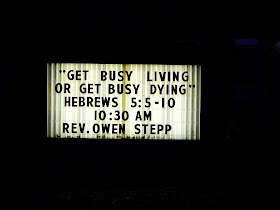 "GET BUSY LIVING
OR GET BUSY DYING"
HEBREWS 5:5-10
10:30 AM
REV. OWEN STEPP